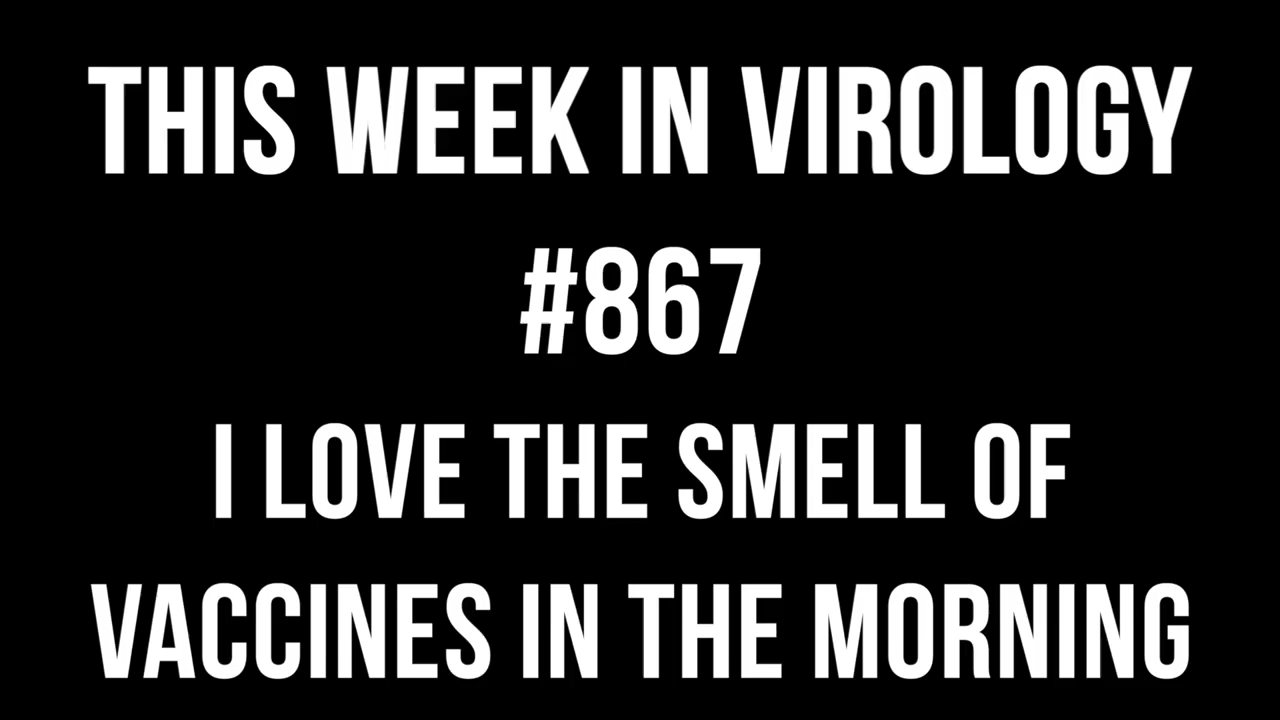 THIS WEEK IN VIROLOGY
#867
I LOVE THE SMELL OF
VACCINES IN THE MORNING